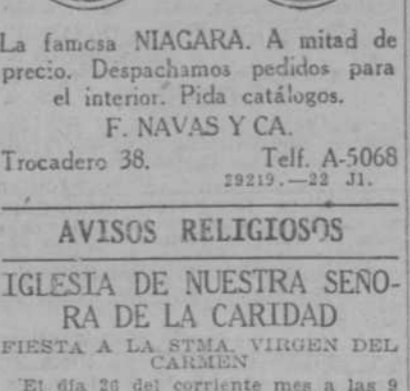 La famosa NIAGARA. A mitad de
precio. Despachamos pedidos para
el interior. Pida catálogos.
F. NAVAS Y CA.
Trocadero 38. Telf. A-5068
29219.—22 Jl.
AVISOS RELIGIOSOS
IGLESIA DE NUESTRA SEÑO-
RA DE LA CARIDAD
FIESTA A LA STMA. VIRGEN DEL
CARMEN
El día 26 del corriente mes a las 9